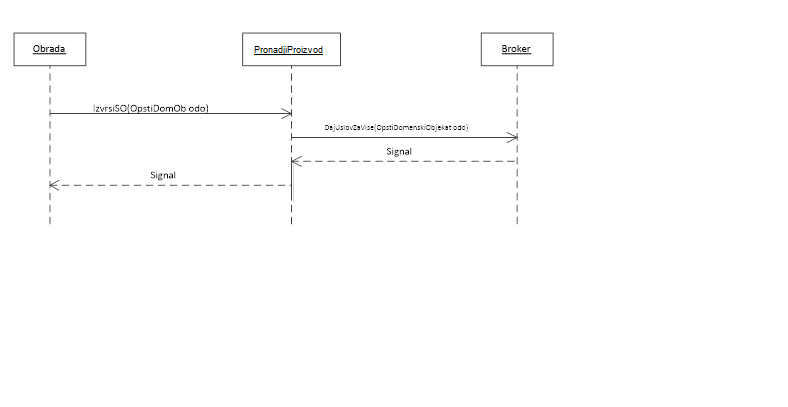 Obrada
PronadjiProizvod
Broker
IzvrsiSO(OpstiDomOb odo)
DajUslovZaVise(OpstiDomenskiObjekat odo)
Signal
Signal